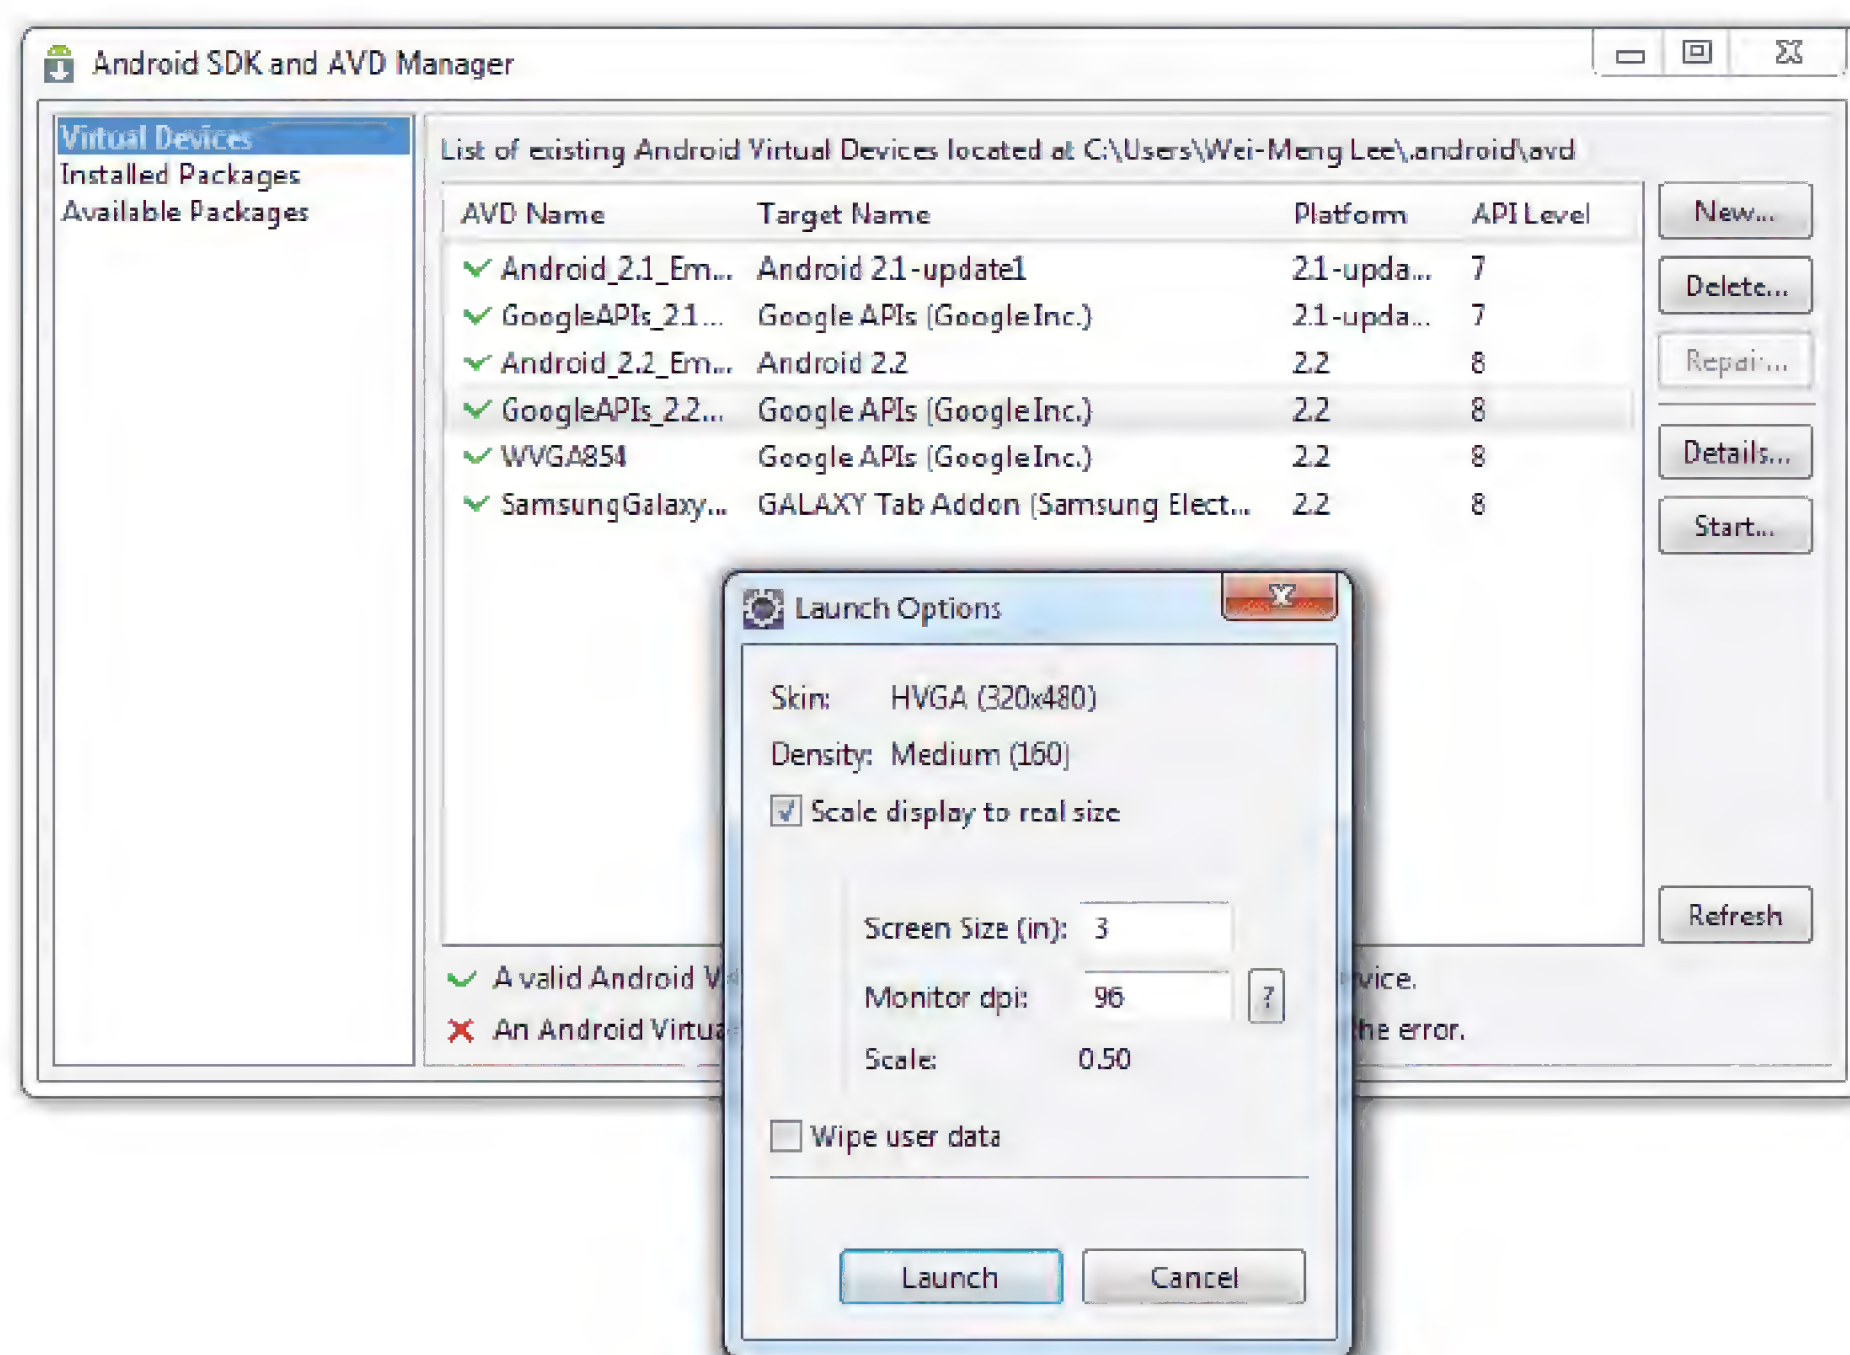 Android SDK and AVD Manager
Virtual Devices
Installed Packages
Available Packages
List of existing Android Virtual Devices located at C:\Users\Wei-Meng Lee\.android\avd
AVD Name Target Name Platform API Level
Android_2.1_Em... Android 2.1-update1 2.1-upda... 7
GoogleAPIs_2.1... Google APIs (Google Inc.) 2.1-upda... 7
Android_2.2_Em... Android 2.2 2.2 8
GoogleAPIs_2.2... Google APIs (Google Inc.) 2.2 8
WVGA854 Google APIs (Google Inc.) 2.2 8
SamsungGalaxy... GALAXY Tab Addon (Samsung Elect... 2.2 8
New...
Delete...
Repair...
Details...
Start...
Refresh
A valid Android V vice.
An Android Virtua he error.
Launch Options
Skin: HVGA (320x480)
Density: Medium (160)
Scale display to real size
Screen Size (in): 3
Monitor dpi: 96 ?
Scale: 0.50
Wipe user data
Launch Cancel